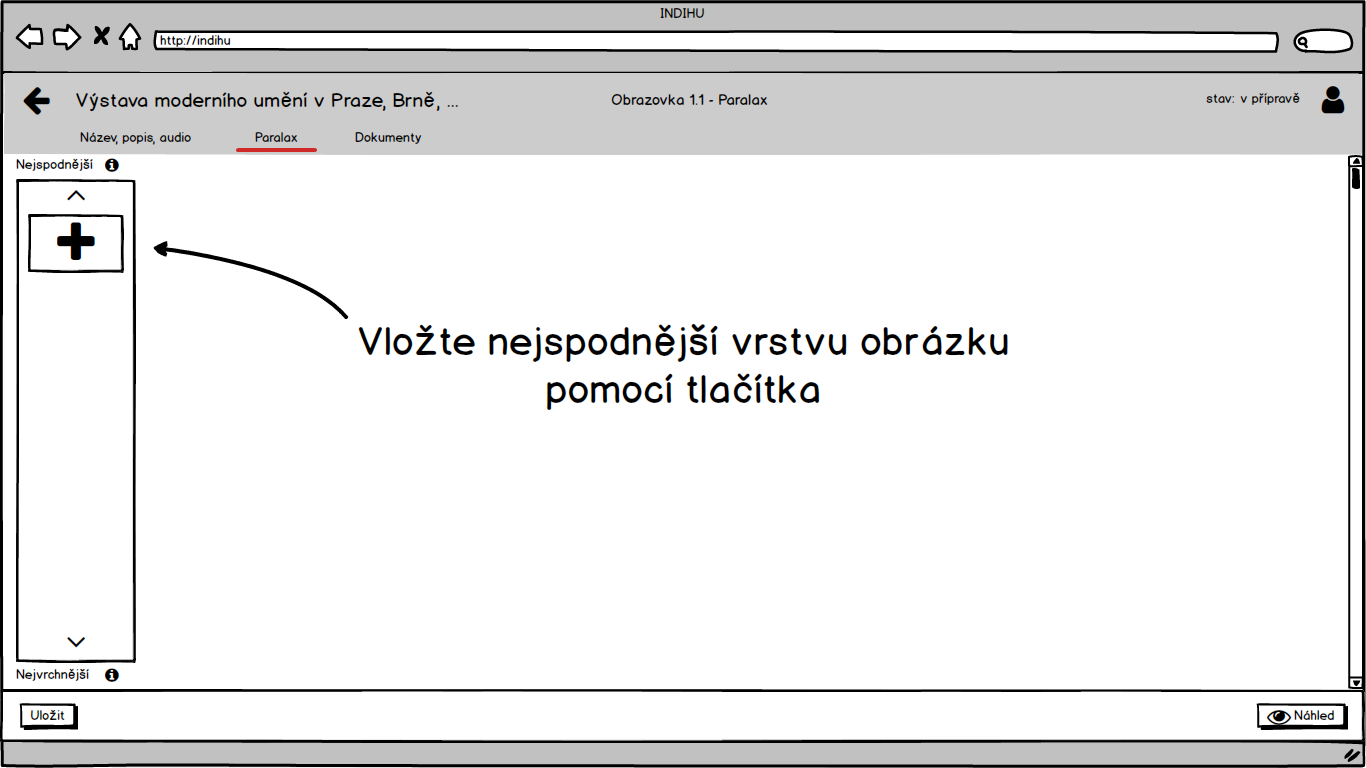 INDIHU
http://indihu
Výstava moderního umění v Praze, Brně, ...
Obrazovka 1.1 - Paralax
stav: v přípravě
Název, popis, audio
Paralax
Dokumenty
Nejspodnější
Vložte nejspodnější vrstvu obrázku
pomocí tlačítka
Nejvrchnější
Uložit
Náhled